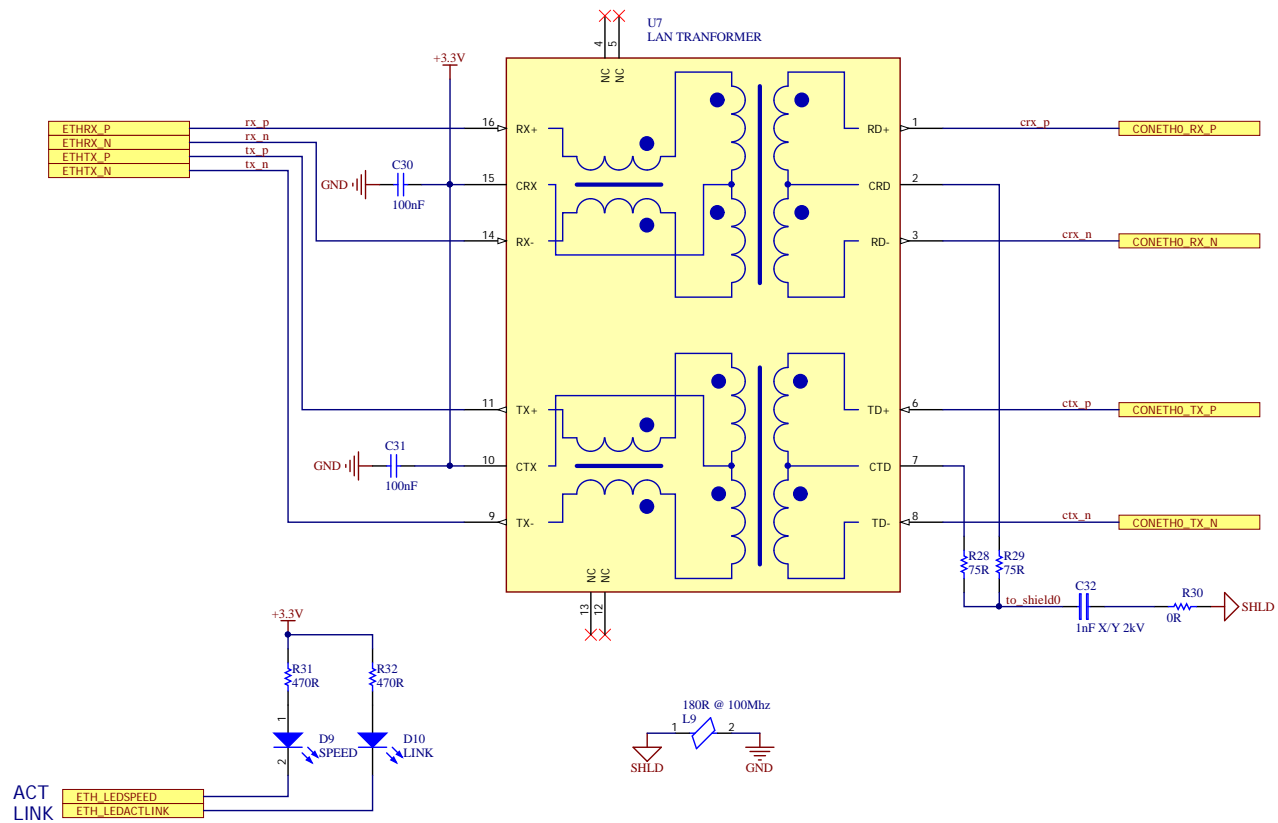 U7
LAN TRANFORMER
4
5
NC
NC
+3.3V
ETHRX_P
ETHRX_N
ETHTX_P
ETHTX_N
rx_p
rx_n
tx_p
tx_n
16
RX+
RD+
1
crx_p
CONETH0_RX_P
GND
C30
100nF
15
CRX
CRD
2
14
RX-
RD-
3
crx_n
CONETH0_RX_N
11
TX+
TD+
6
ctx_p
CONETH0_TX_P
GND
C31
100nF
10
CTX
CTD
7
9
TX-
TD-
8
ctx_n
CONETH0_TX_N
NC
NC
13
12
R28
75R
R29
75R
to_shield0
C32
1nF X/Y 2kV
R30
0R
SHLD
+3.3V
R31
470R
R32
470R
1
D9
SPEED
2
D10
LINK
180R @ 100Mhz
L9
1
2
SHLD
GND
ACT
ETH_LEDSPEED
LINK
ETH_LEDACTLINK